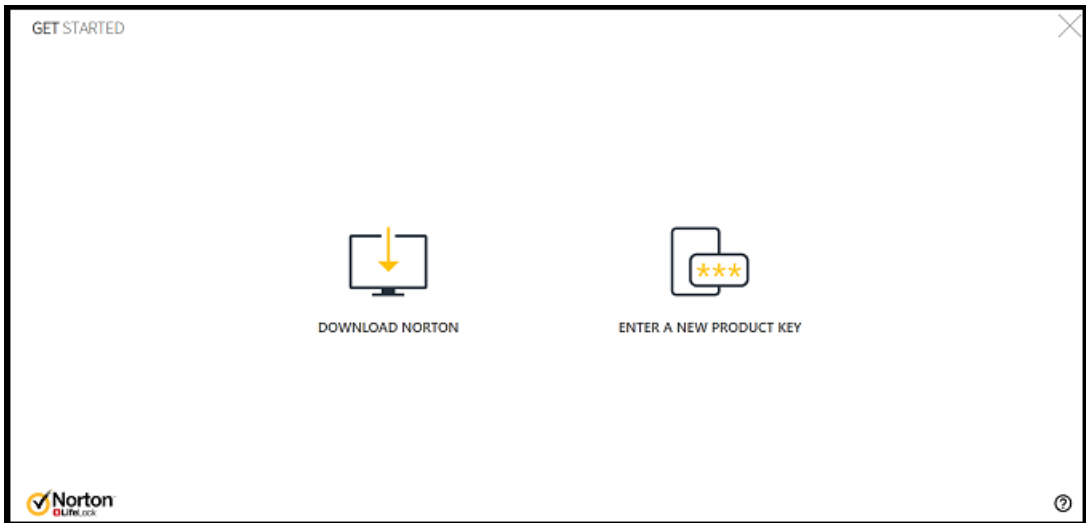 GET STARTED
***
DOWNLOAD NORTON
ENTER A NEW PRODUCT KEY
Norton
LifeLock
?